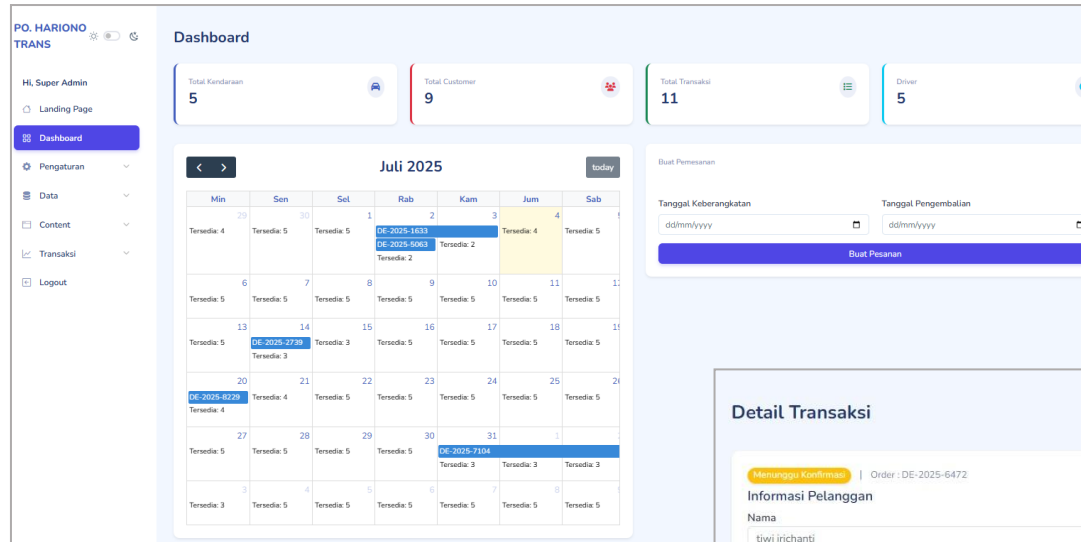 PO. HARIONO
TRANS
Hi, Super Admin
Landing Page
Dashboard
Pengaturan
Data
Content
Transaksi
Logout
Dashboard
Total Kendaraan
5
Total Customer
9
Total Transaksi
11
Driver
5
Juli 2025
today
Min Sen Sel Rab Kam Jum Sab
29 30 1 2 3 4
Tersedia: 4 Tersedia: 5 Tersedia: 5 DE-2025-1633 Tersedia: 4 Tersedia: 5
DE-2025-5063 Tersedia: 2
Tersedia: 2
6 7 8 9 10 11
Tersedia: 5 Tersedia: 5 Tersedia: 5 Tersedia: 5 Tersedia: 5 Tersedia: 5 Tersedia: 5
13 14 15 16 17 18
Tersedia: 5 DE-2025-2739 Tersedia: 3 Tersedia: 5 Tersedia: 5 Tersedia: 5 Tersedia: 5
Tersedia: 3
20 21 22 23 24 25
DE-2025-8229 Tersedia: 4 Tersedia: 5 Tersedia: 5 Tersedia: 5 Tersedia: 5 Tersedia: 5
Tersedia: 4
27 28 29 30 31 1
Tersedia: 5 Tersedia: 5 Tersedia: 5 Tersedia: 5 DE-2025-7104
Tersedia: 3 Tersedia: 3 Tersedia: 3
3 4 5 6 7 8
Tersedia: 3 Tersedia: 5 Tersedia: 5 Tersedia: 5 Tersedia: 5 Tersedia: 5 Tersedia: 5
Buat Pemesanan
Tanggal Keberangkatan Tanggal Pengembalian
dd/mm/yyyy dd/mm/yyyy
Buat Pesanan
Detail Transaksi
Menunggu Konfirmasi | Order : DE-2025-6472
Informasi Pelanggan
Nama
tiwi irichanti